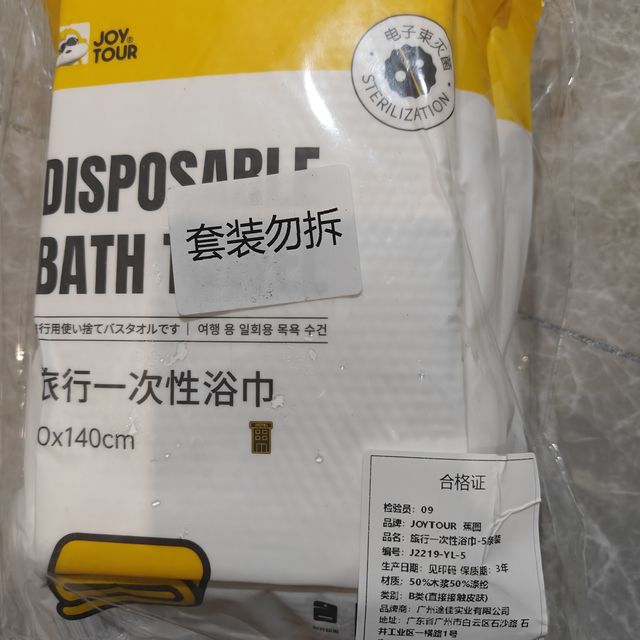 JOY®
TOUR
电子束灭菌
STERILIZATION
DISPOSABLE
BATH
套装勿拆
行用使い捨てバスタオルです | 여행 용 일회용 목욕 수건
旅行一次性浴巾
0x140cm
HOTEL
合格证
检验员: 09
品牌: JOYTOUR 蕉图
品名: 旅行一次性浴巾-5条装
编号: J2219-YL-5
生产日期: 见印码 保质期: 3年
材质: 50%木浆50%涤纶
类别: B类(直接接触皮肤)
品牌商: 广州途佳实业有限公司
地址: 广东省广州市白云区石沙路石
井工业区一横路1号